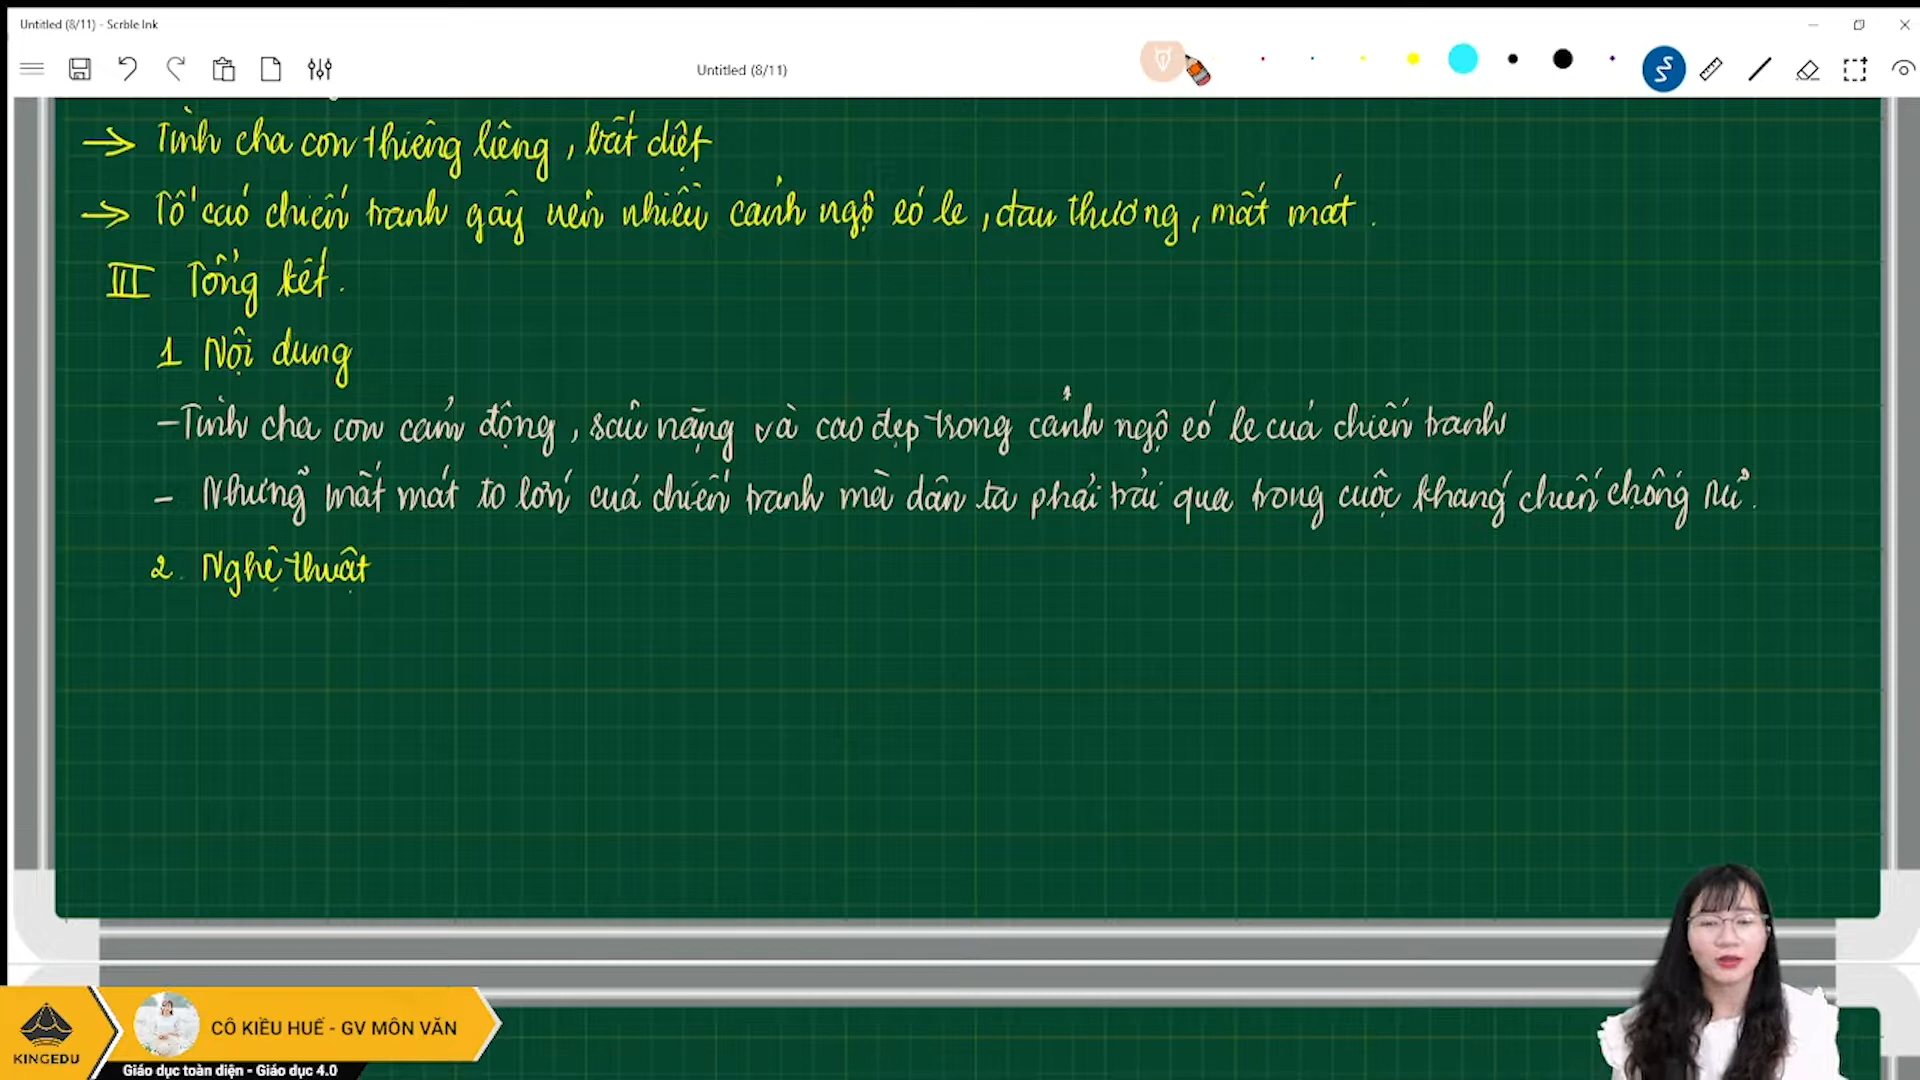 Untitled (8/11) - Scrble Ink
Untitled (8/11)
→ Tình cha con thiêng liêng, bất diệt
→ Tố cáo chiến tranh gây nên nhiều cảnh ngộ éo le, đau thương, mất mát.
III Tổng kết.
1 Nội dung
- Tình cha con cảm động, sâu nặng và cao đẹp trong cảnh ngộ éo le của chiến tranh
- Những mất mát to lớn của chiến tranh mà dân ta phải trải qua trong cuộc kháng chiến chống Mĩ.
2. Nghệ thuật
CÔ KIỀU HUẾ - GV MÔN VĂN
KINGEDU
Giáo dục toàn diện - Giáo dục 4.0